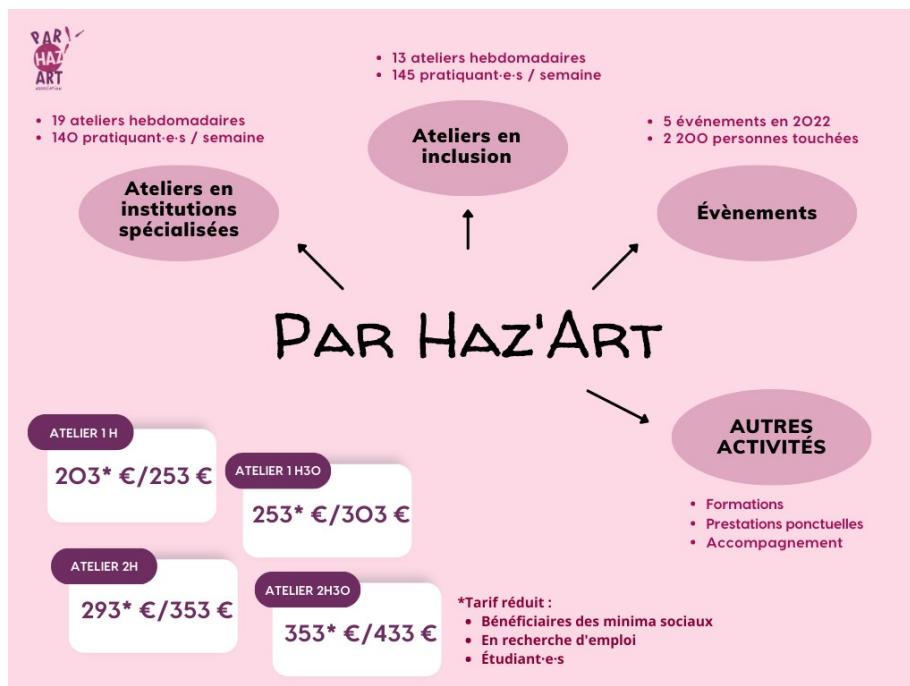 PAR
HAZ'
ART
ASSOCIATION
• 13 ateliers hebdomadaires
• 145 pratiquant·e·s / semaine
• 19 ateliers hebdomadaires
• 140 pratiquant·e·s / semaine
• 5 événements en 2022
• 2 200 personnes touchées
Ateliers en
inclusion
Ateliers en
institutions
spécialisées
Évènements
PAR HAZ'ART
AUTRES
ACTIVITÉS
• Formations
• Prestations ponctuelles
• Accompagnement
ATELIER 1 H
203* €/253 €
ATELIER 1 H30
253* €/303 €
ATELIER 2H
293* €/353 €
ATELIER 2H30
353* €/433 €
*Tarif réduit :
• Bénéficiaires des minima sociaux
• En recherche d'emploi
• Étudiant·e·s